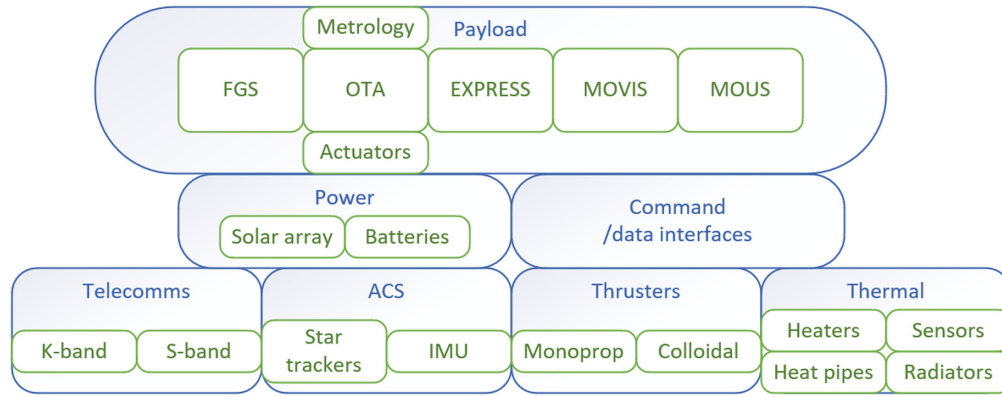 Metrology
Payload
FGS
OTA
EXPRESS
MOVIS
MOUS
Actuators
Power
Solar array
Batteries
Command
/data interfaces
Telecomms
K-band
S-band
ACS
Star
trackers
IMU
Thrusters
Monoprop
Colloidal
Thermal
Heaters
Sensors
Heat pipes
Radiators